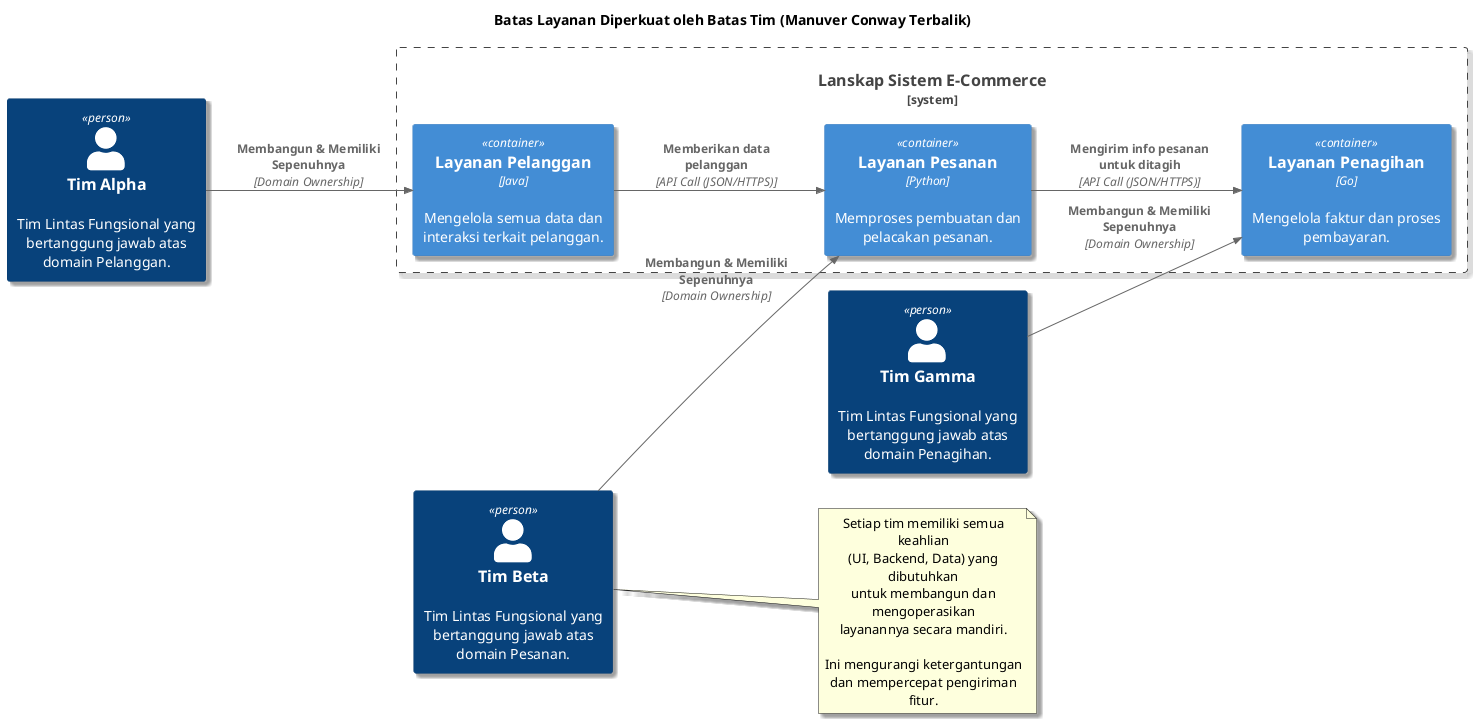 Batas Layanan Diperkuat oleh Batas Tim (Manuver Conway Terbalik)
Lanskap Sistem E-Commerce
[system]
«person»
Tim Alpha
Tim Lintas Fungsional yang
bertanggung jawab atas
domain Pelanggan.
Membangun & Memiliki
Sepenuhnya
[Domain Ownership]
«container»
Layanan Pelanggan
[Java]
Mengelola semua data dan
interaksi terkait pelanggan.
Memberikan data
pelanggan
[API Call (JSON/HTTPS)]
«container»
Layanan Pesanan
[Python]
Memproses pembuatan dan
pelacakan pesanan.
Mengirim info pesanan
untuk ditagih
[API Call (JSON/HTTPS)]
«container»
Layanan Penagihan
[Go]
Mengelola faktur dan proses
pembayaran.
Membangun & Memiliki
Sepenuhnya
[Domain Ownership]
Membangun & Memiliki
Sepenuhnya
[Domain Ownership]
«person»
Tim Gamma
Tim Lintas Fungsional yang
bertanggung jawab atas
domain Penagihan.
«person»
Tim Beta
Tim Lintas Fungsional yang
bertanggung jawab atas
domain Pesanan.
Setiap tim memiliki semua
keahlian
(UI, Backend, Data) yang
dibutuhkan
untuk membangun dan
mengoperasikan
layanannya secara mandiri.
Ini mengurangi ketergantungan
dan mempercepat pengiriman
fitur.